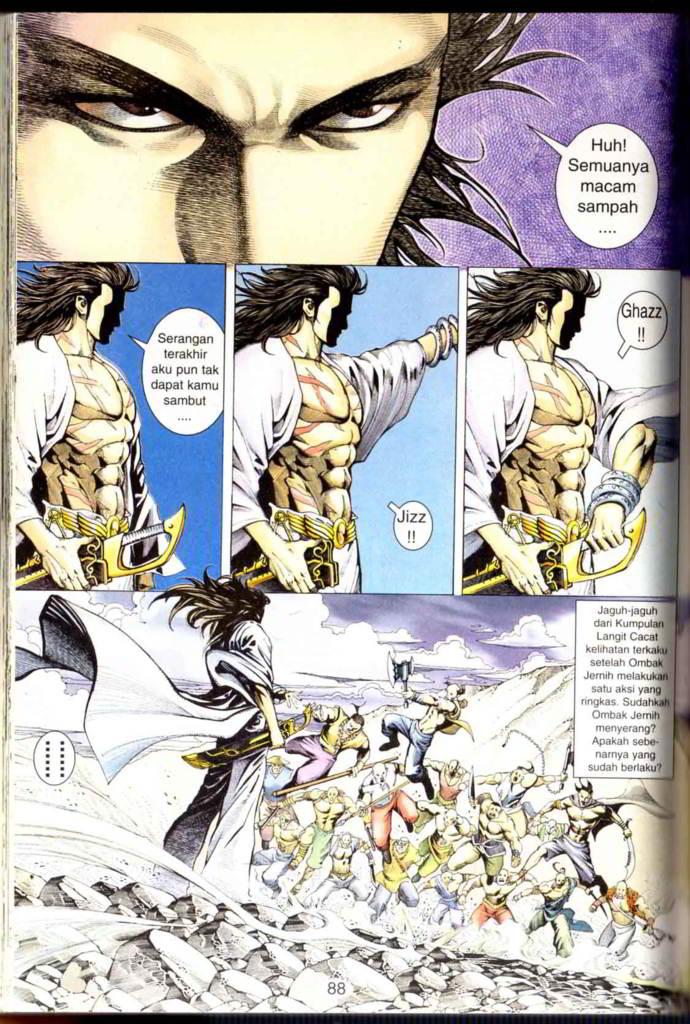 Huh!
Semuanya
macam
sampah
....
Serangan
terakhir
aku pun tak
dapat kamu
sambut
....
Jizz
!!
Ghazz
!!
Jaguh-jaguh
dari Kumpulan
Langit Cacat
kelihatan terkaku
setelah Ombak
Jernih melakukan
satu aksi yang
ringkas. Sudahkah
Ombak Jernih
menyerang?
Apakah sebe-
narnya yang
sudah berlaku?
!!!
88